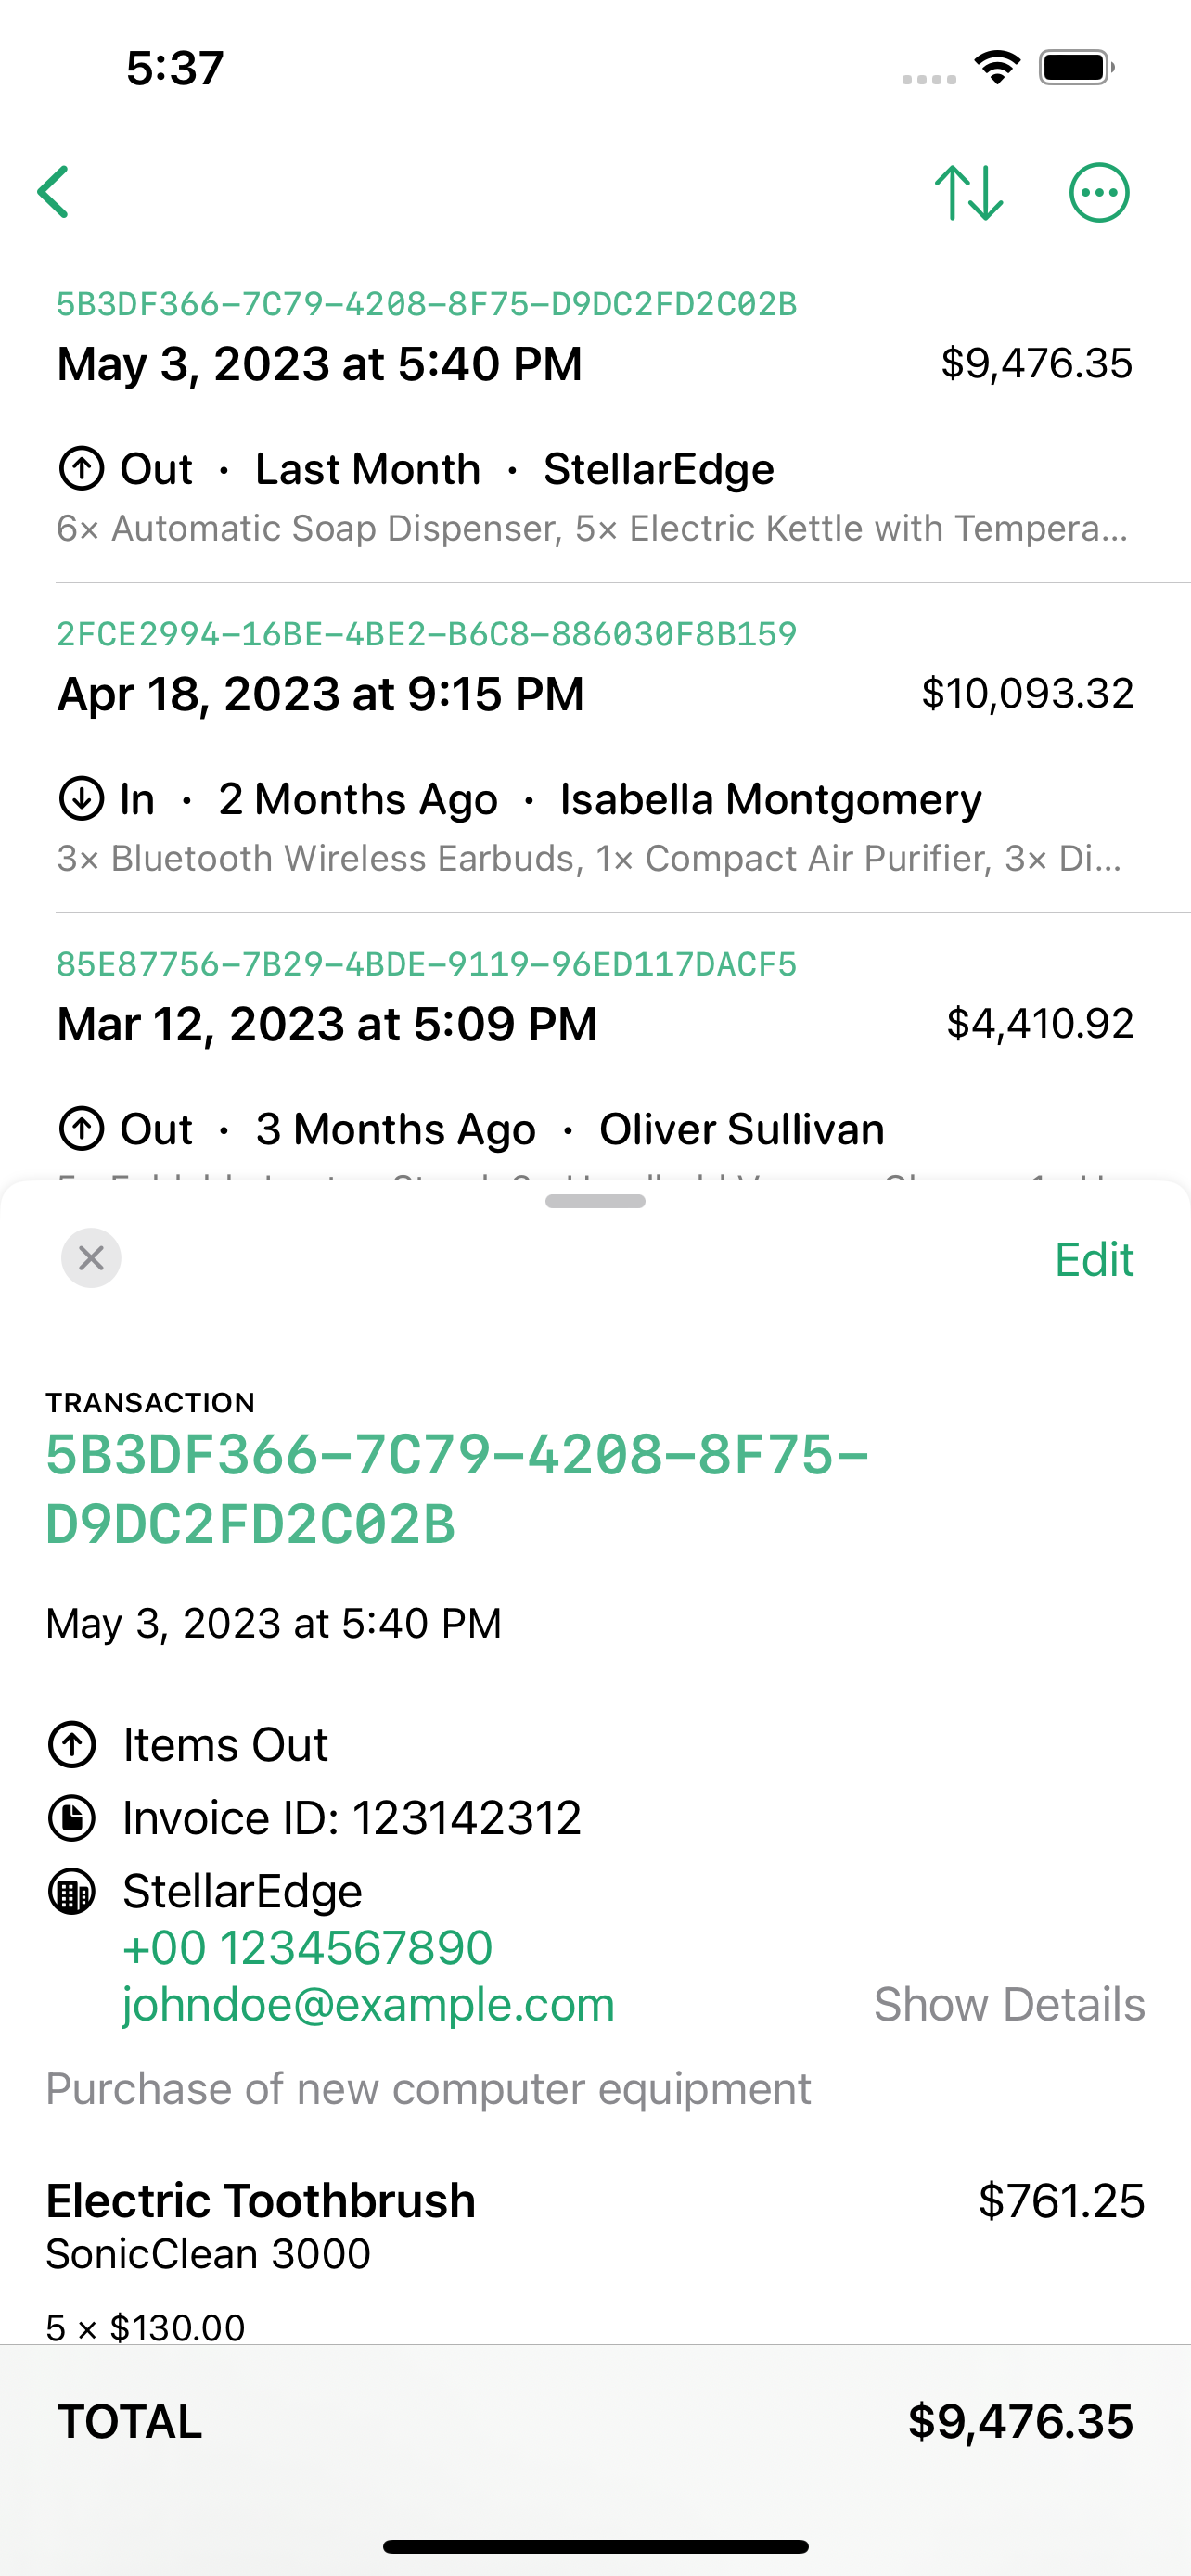 5:37
5B3DF366-7C79-4208-8F75-D9DC2FD2C02B
May 3, 2023 at 5:40 PM $9,476.35
Out · Last Month · StellarEdge
6× Automatic Soap Dispenser, 5× Electric Kettle with Tempera...
2FCE2994-16BE-4BE2-B6C8-886030F8B159
Apr 18, 2023 at 9:15 PM $10,093.32
In · 2 Months Ago · Isabella Montgomery
3× Bluetooth Wireless Earbuds, 1× Compact Air Purifier, 3× Di...
85E87756-7B29-4BDE-9119-96ED117DACF5
Mar 12, 2023 at 5:09 PM $4,410.92
Out · 3 Months Ago · Oliver Sullivan
Edit
TRANSACTION
5B3DF366-7C79-4208-8F75-
D9DC2FD2C02B
May 3, 2023 at 5:40 PM
Items Out
Invoice ID: 123142312
StellarEdge
+00 1234567890
johndoe@example.com Show Details
Purchase of new computer equipment
Electric Toothbrush $761.25
SonicClean 3000
5 × $130.00
TOTAL $9,476.35